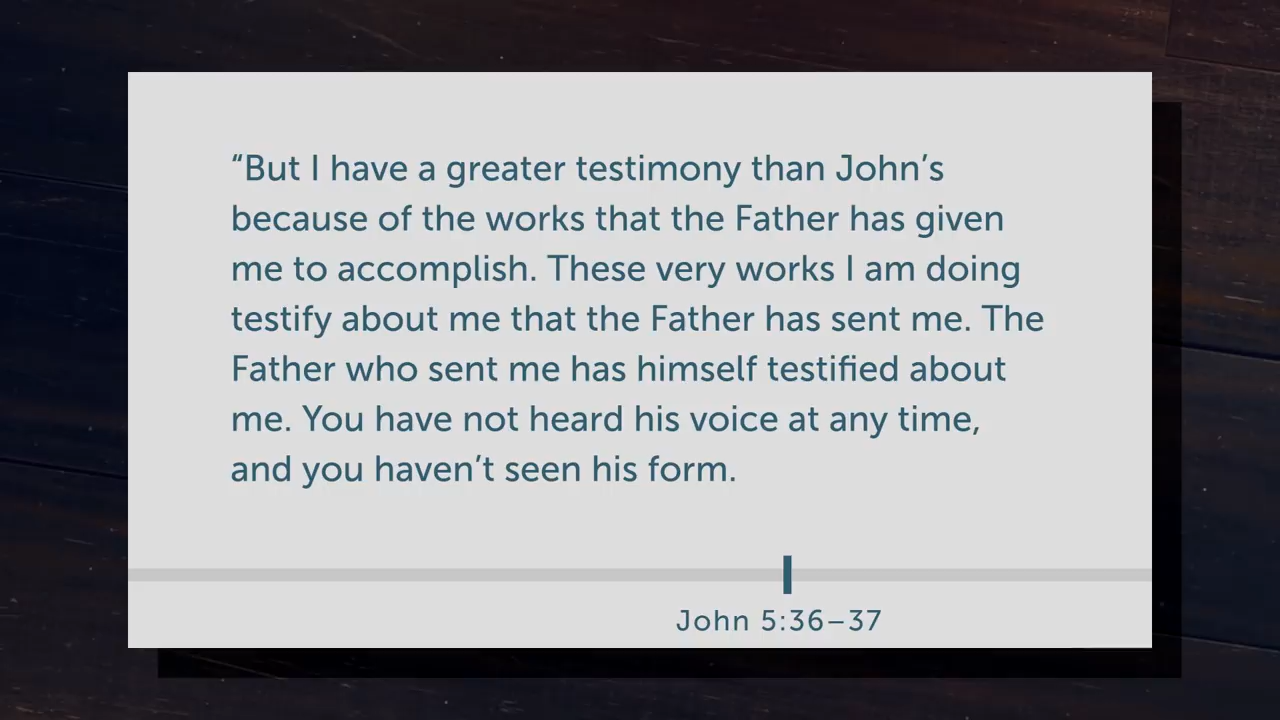 “But I have a greater testimony than John’s
because of the works that the Father has given
me to accomplish. These very works I am doing
testify about me that the Father has sent me. The
Father who sent me has himself testified about
me. You have not heard his voice at any time,
and you haven’t seen his form.
John 5:36–37